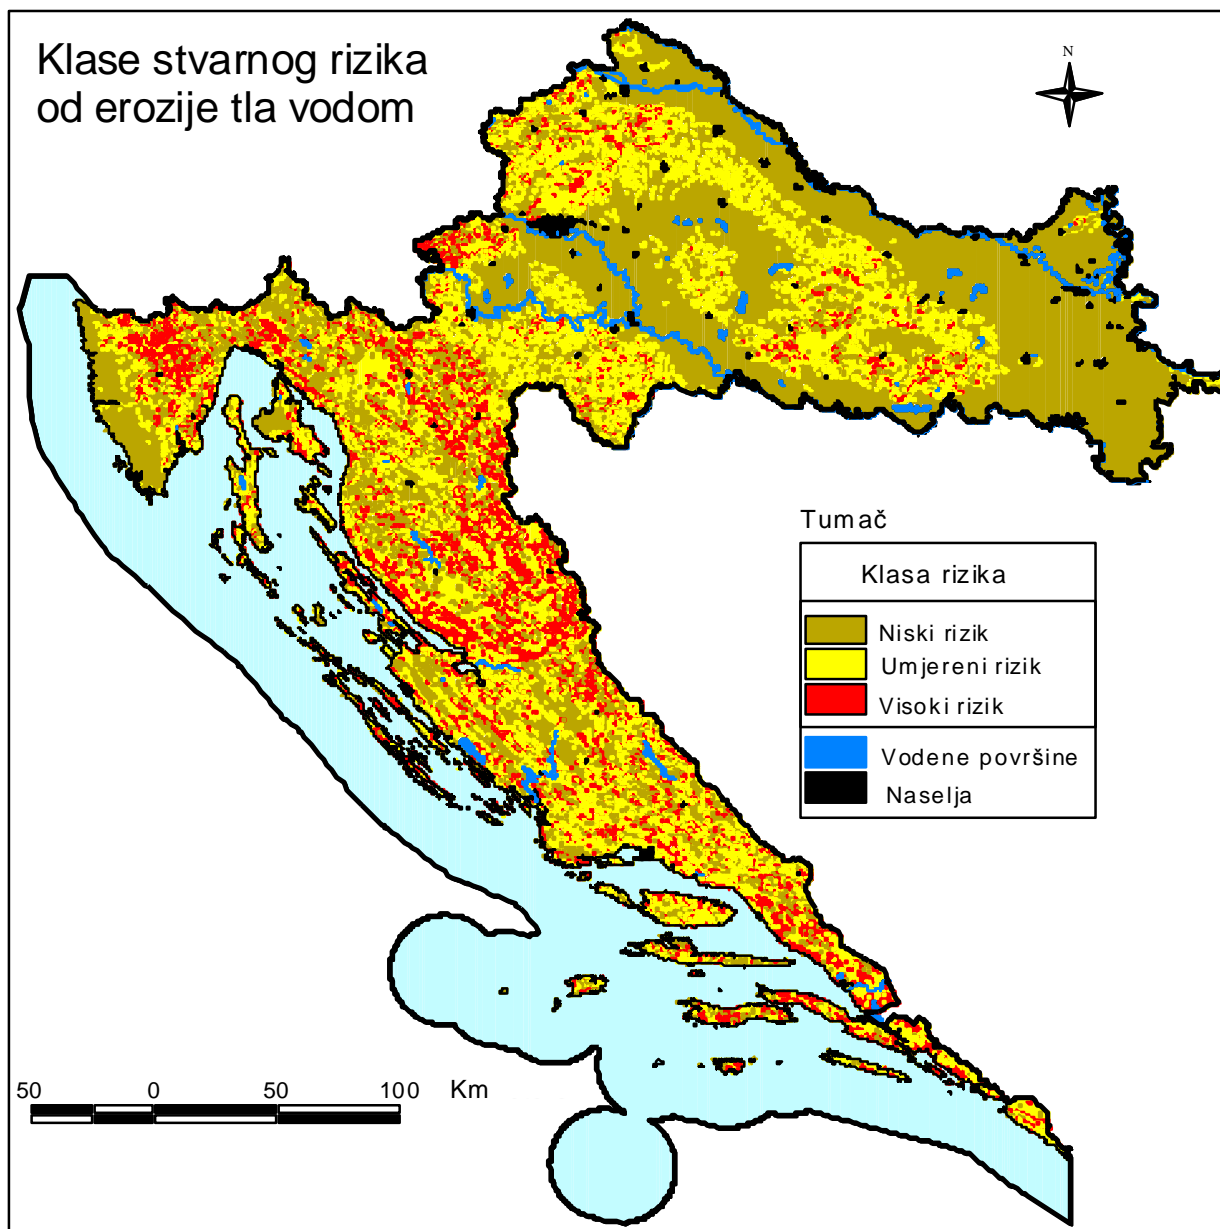 Klase stvarnog rizika
od erozije tla vodom
N
Tumač
Klasa rizika
Niski rizik
Umjereni rizik
Visoki rizik
Vodene površine
Naselja
50 0 50 100 Km